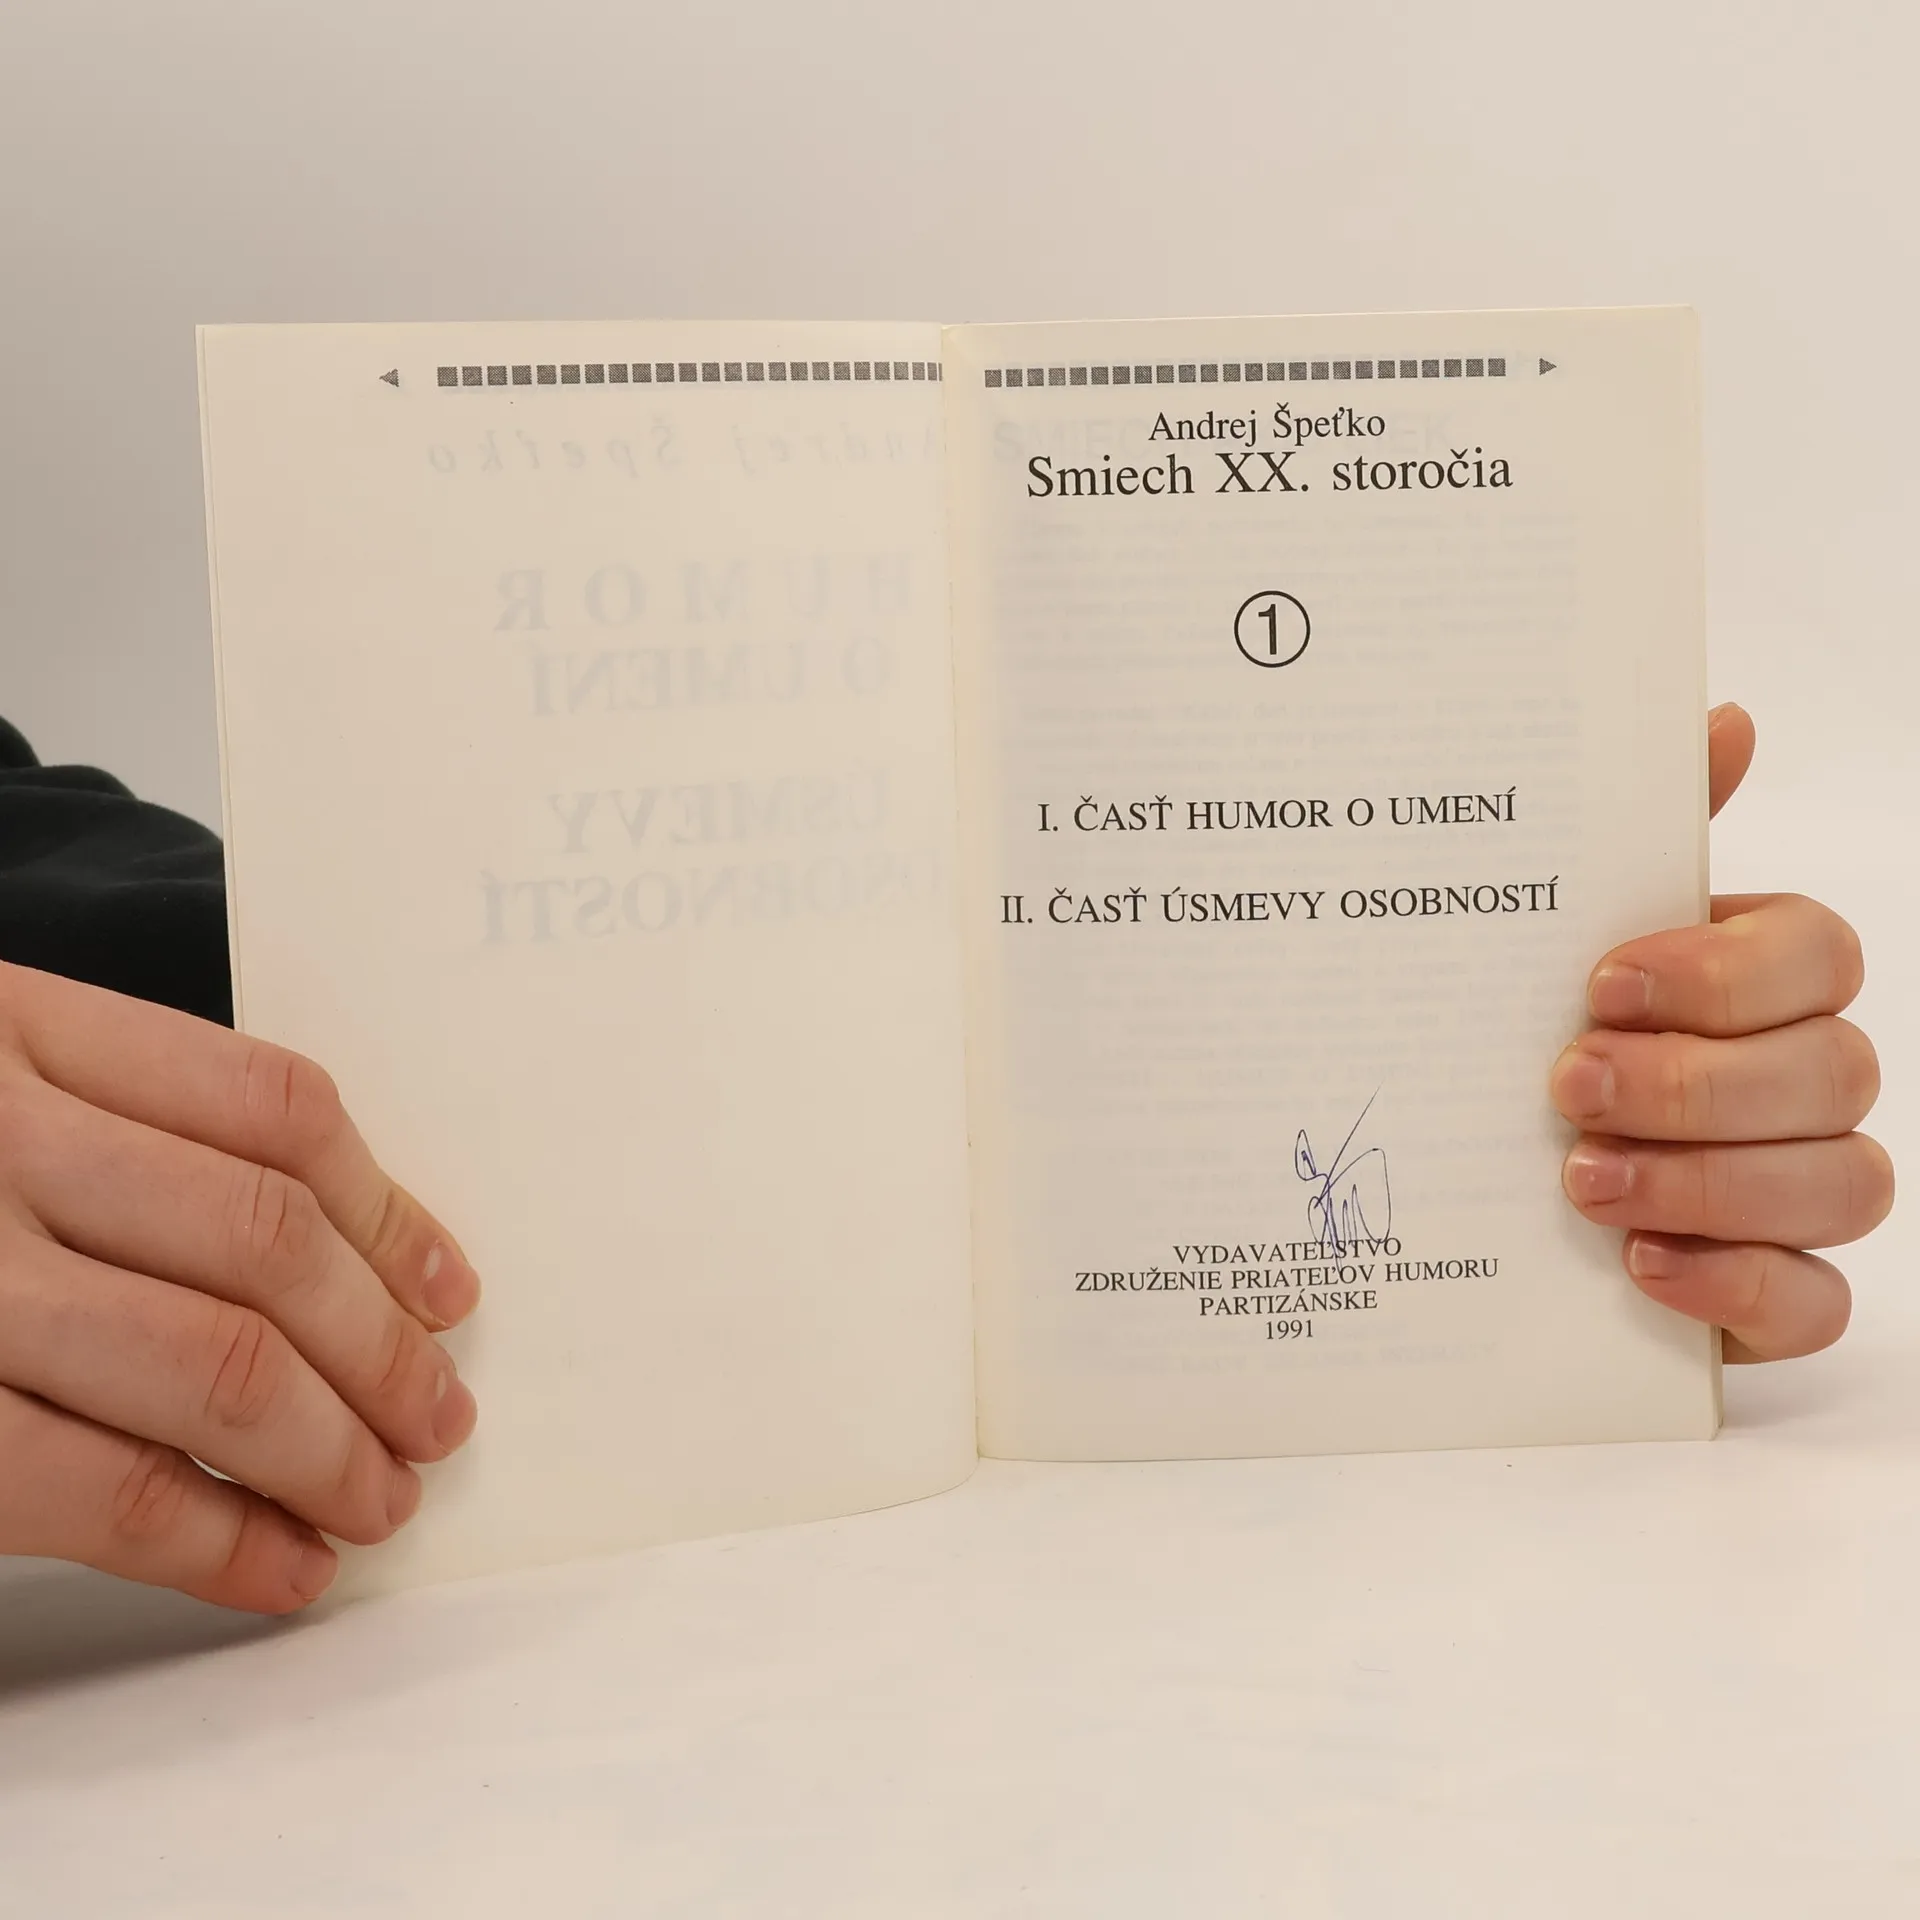 Andrej Špeťko
Smiech XX. storočia
1
I. ČASŤ HUMOR O UMENÍ
II. ČASŤ ÚSMEVY OSOBNOSTÍ
VYDAVATEĽSTVO
ZDRUŽENIE PRIATEĽOV HUMORU
PARTIZÁNSKE
1991